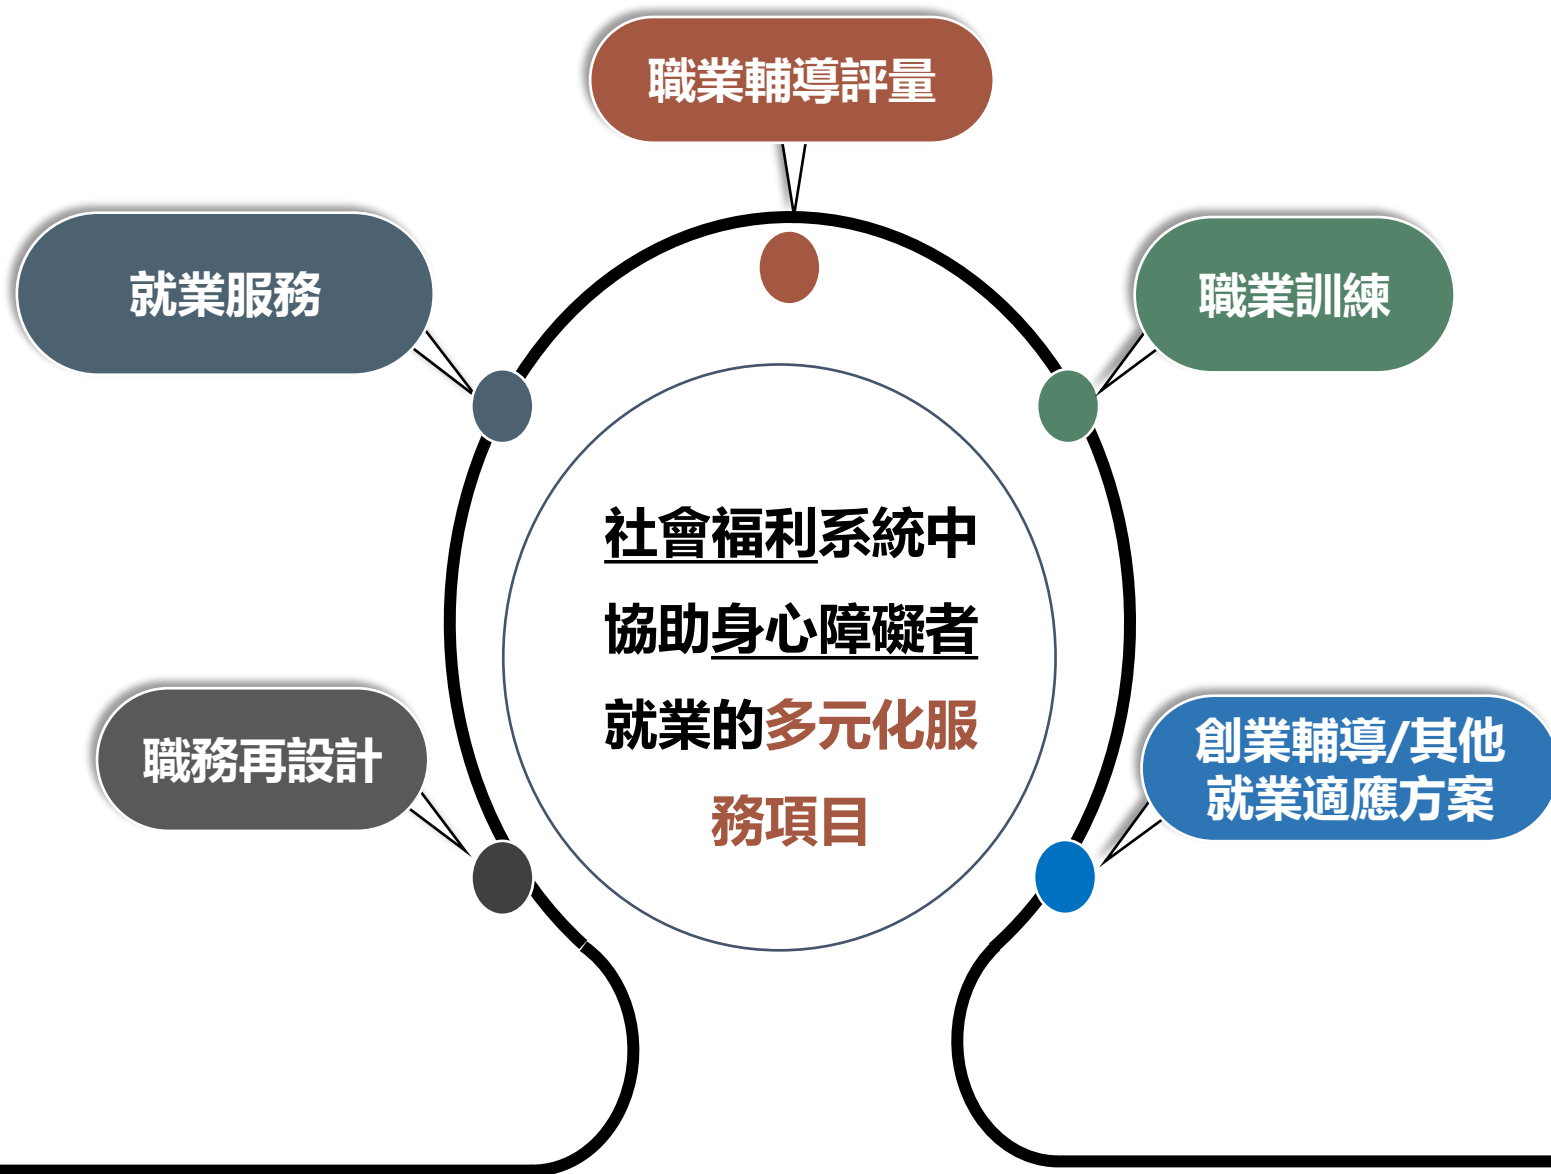 職業輔導評量
就業服務
職業訓練
社會福利系統中
協助身心障礙者
就業的多元化服
務項目
職務再設計
創業輔導/其他
就業適應方案